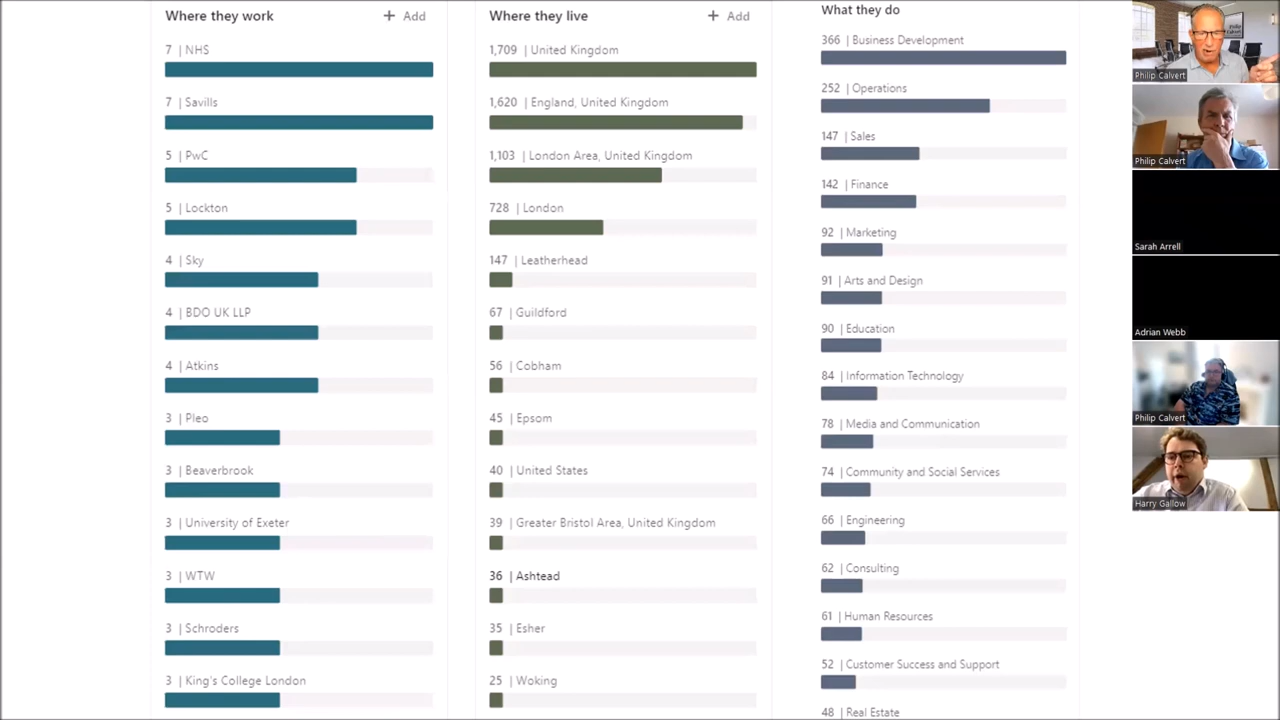 Where they work
+ Add
7 | NHS
7 | Savills
5 | PwC
5 | Lockton
4 | Sky
4 | BDO UK LLP
4 | Atkins
3 | Pleo
3 | Beaverbrook
3 | University of Exeter
3 | WTW
3 | Schroders
3 | King's College London
Where they live
+ Add
1,709 | United Kingdom
1,620 | England, United Kingdom
1,103 | London Area, United Kingdom
728 | London
147 | Leatherhead
67 | Guildford
56 | Cobham
45 | Epsom
40 | United States
39 | Greater Bristol Area, United Kingdom
36 | Ashtead
35 | Esher
25 | Woking
What they do
366 | Business Development
252 | Operations
147 | Sales
142 | Finance
92 | Marketing
91 | Arts and Design
90 | Education
84 | Information Technology
78 | Media and Communication
74 | Community and Social Services
66 | Engineering
62 | Consulting
61 | Human Resources
52 | Customer Success and Support
48 | Real Estate
Philip Calvert
Philip Calvert
Sarah Arrell
Adrian Webb
Philip Calvert
Harry Gallow